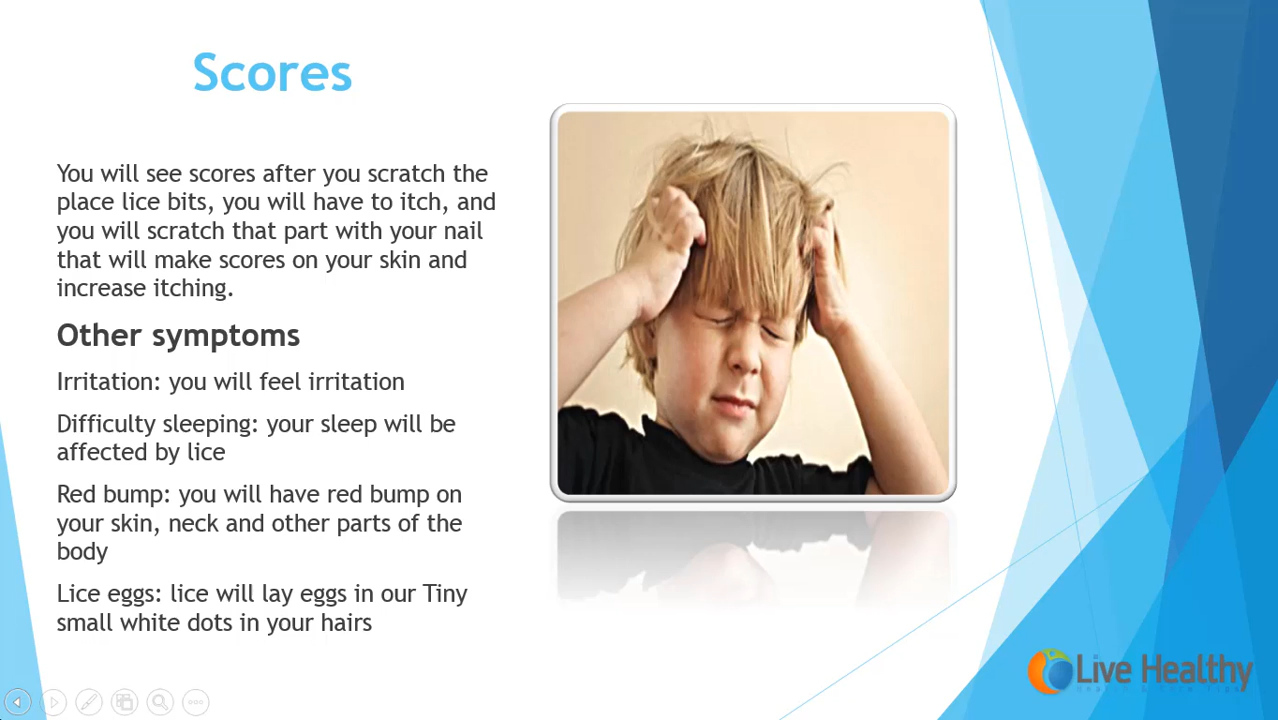 Scores
You will see scores after you scratch the
place lice bits, you will have to itch, and
you will scratch that part with your nail
that will make scores on your skin and
increase itching.
Other symptoms
Irritation: you will feel irritation
Difficulty sleeping: your sleep will be
affected by lice
Red bump: you will have red bump on
your skin, neck and other parts of the
body
Lice eggs: lice will lay eggs in our Tiny
small white dots in your hairs
Live Healthy